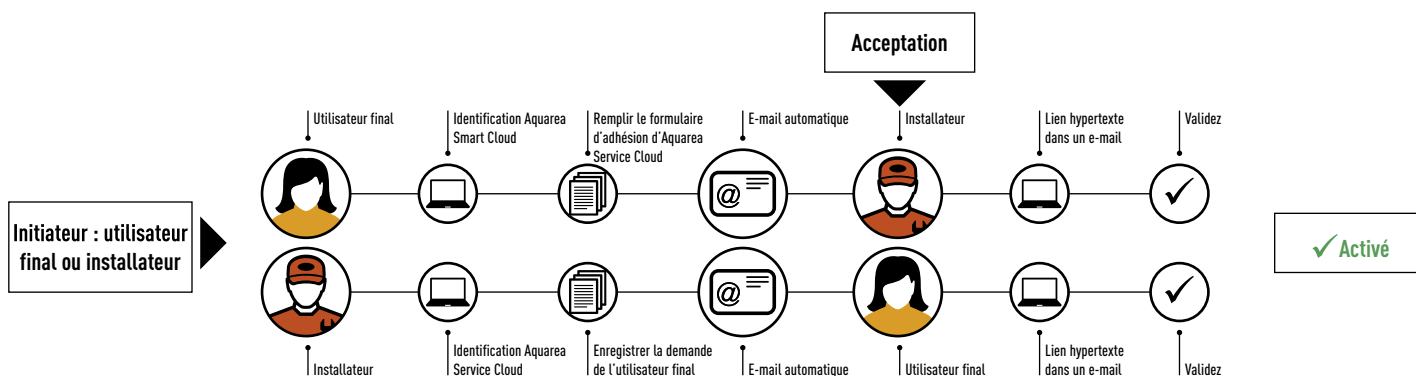 Acceptation
Utilisateur final
Identification Aquarea
Smart Cloud
Remplir le formulaire
d'adhésion d'Aquarea
Service Cloud
E-mail automatique
Installateur
Lien hypertexte
dans un e-mail
Validez
@
Initiateur : utilisateur
final ou installateur
Activé
@
Installateur
Identification Aquarea
Service Cloud
Enregistrer la demande
de l'utilisateur final
E-mail automatique
Utilisateur final
Lien hypertexte
dans un e-mail
Validez